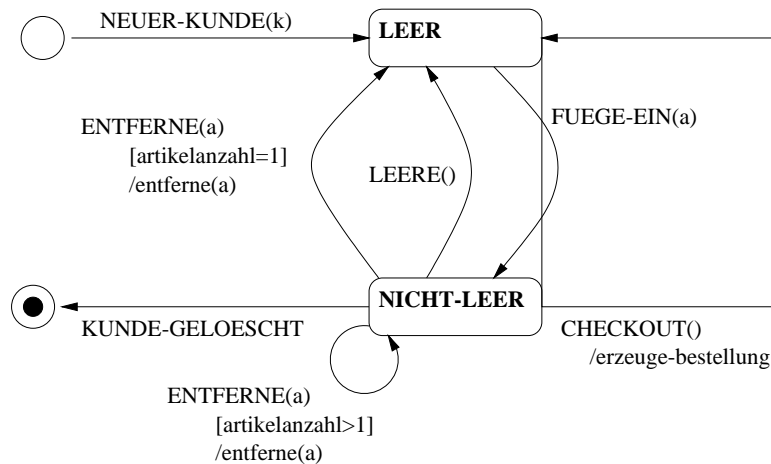 NEUER-KUNDE(k)
LEER
ENTFERNE(a)
[artikelanzahl=1]
/entferne(a)
LEERE()
FUEGE-EIN(a)
NICHT-LEER
KUNDE-GELOESCHT
CHECKOUT()
/erzeuge-bestellung
ENTFERNE(a)
[artikelanzahl>1]
/entferne(a)